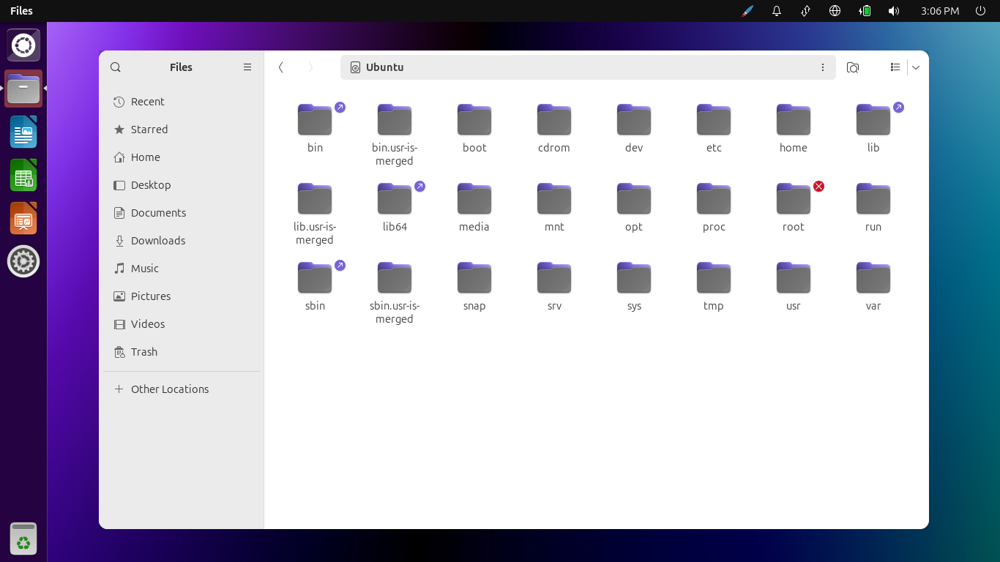 Files
3:06 PM
Files
Ubuntu
Recent
Starred
Home
Desktop
Documents
Downloads
Music
Pictures
Videos
Trash
Other Locations
bin
bin.usr-is-
merged
boot
cdrom
dev
etc
home
lib
lib.usr-is-
merged
lib64
media
mnt
opt
proc
root
run
sbin
sbin.usr-is-
merged
snap
srv
sys
tmp
usr
var